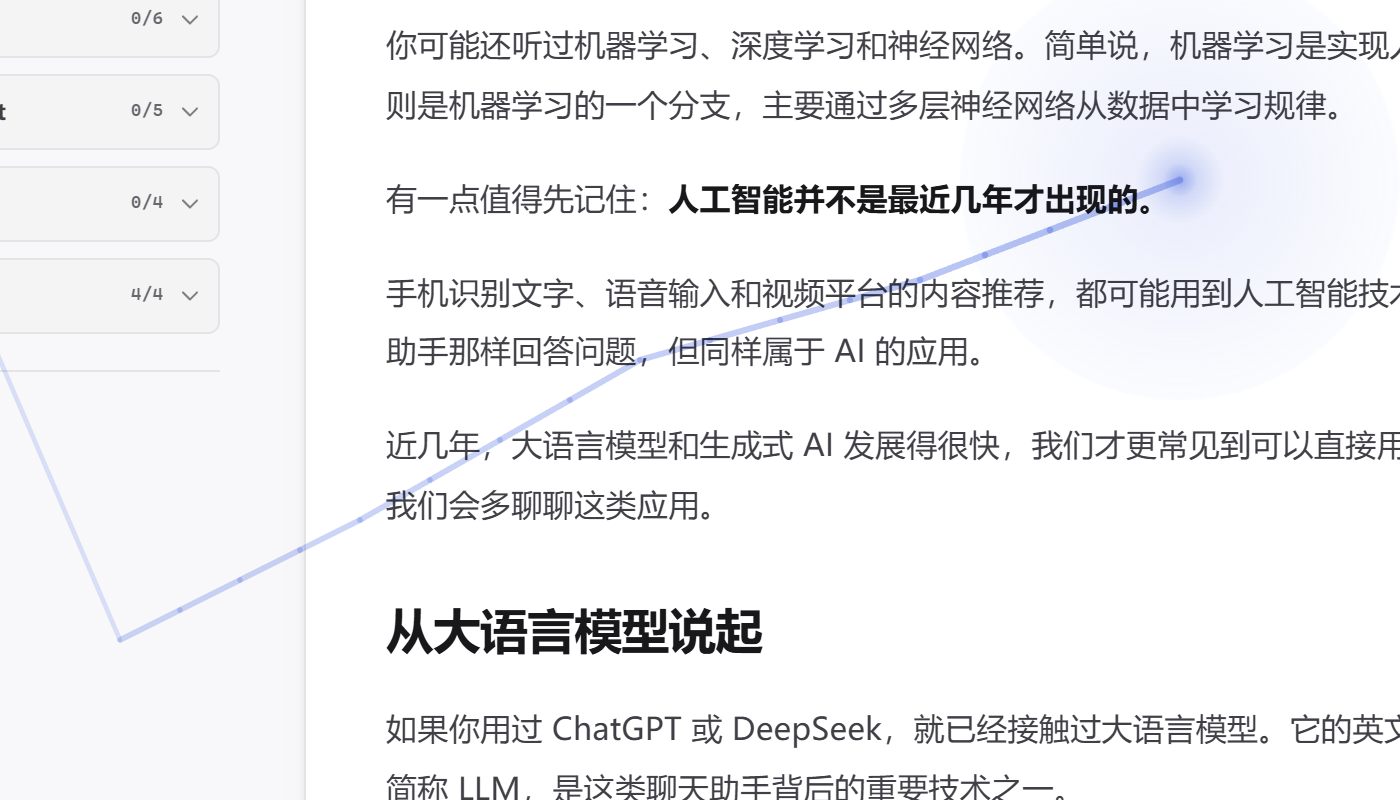 0/6
t 0/5
0/4
4/4
你可能还听过机器学习、深度学习和神经网络。简单说，机器学习是实现
则是机器学习的一个分支，主要通过多层神经网络从数据中学习规律。
有一点值得先记住：人工智能并不是最近几年才出现的。
手机识别文字、语音输入和视频平台的内容推荐，都可能用到人工智能技
助手那样回答问题，但同样属于 AI 的应用。
近几年，大语言模型和生成式 AI 发展得很快，我们才更常见到可以直接用
我们会多聊聊这类应用。
从大语言模型说起
如果你用过 ChatGPT 或 DeepSeek，就已经接触过大语言模型。它的英
简称 LLM，是这类聊天助手背后的重要技术之一。